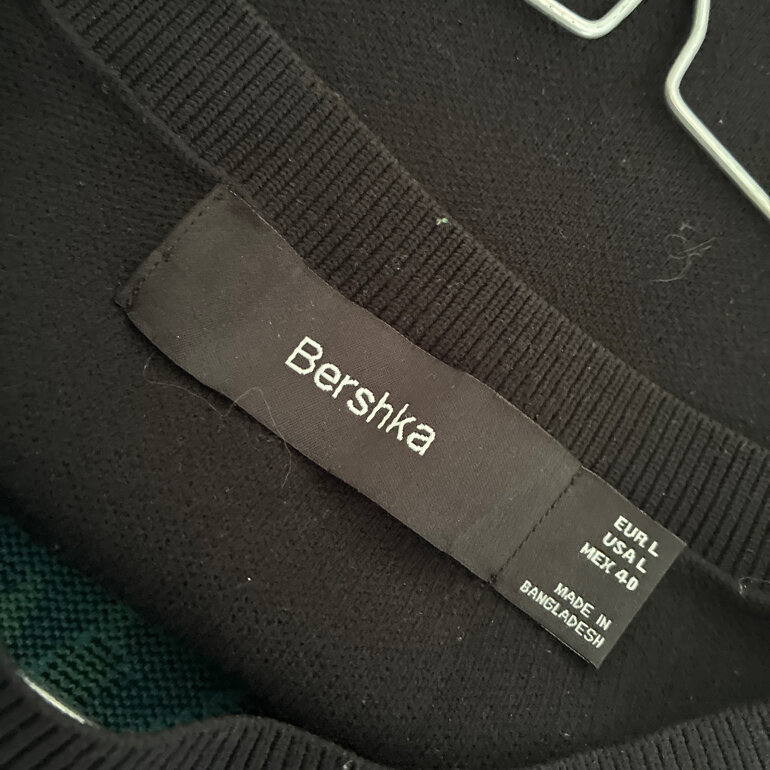 Bershka
EUR. L
USA L
MEX 40
MADE IN
BANGLADESH